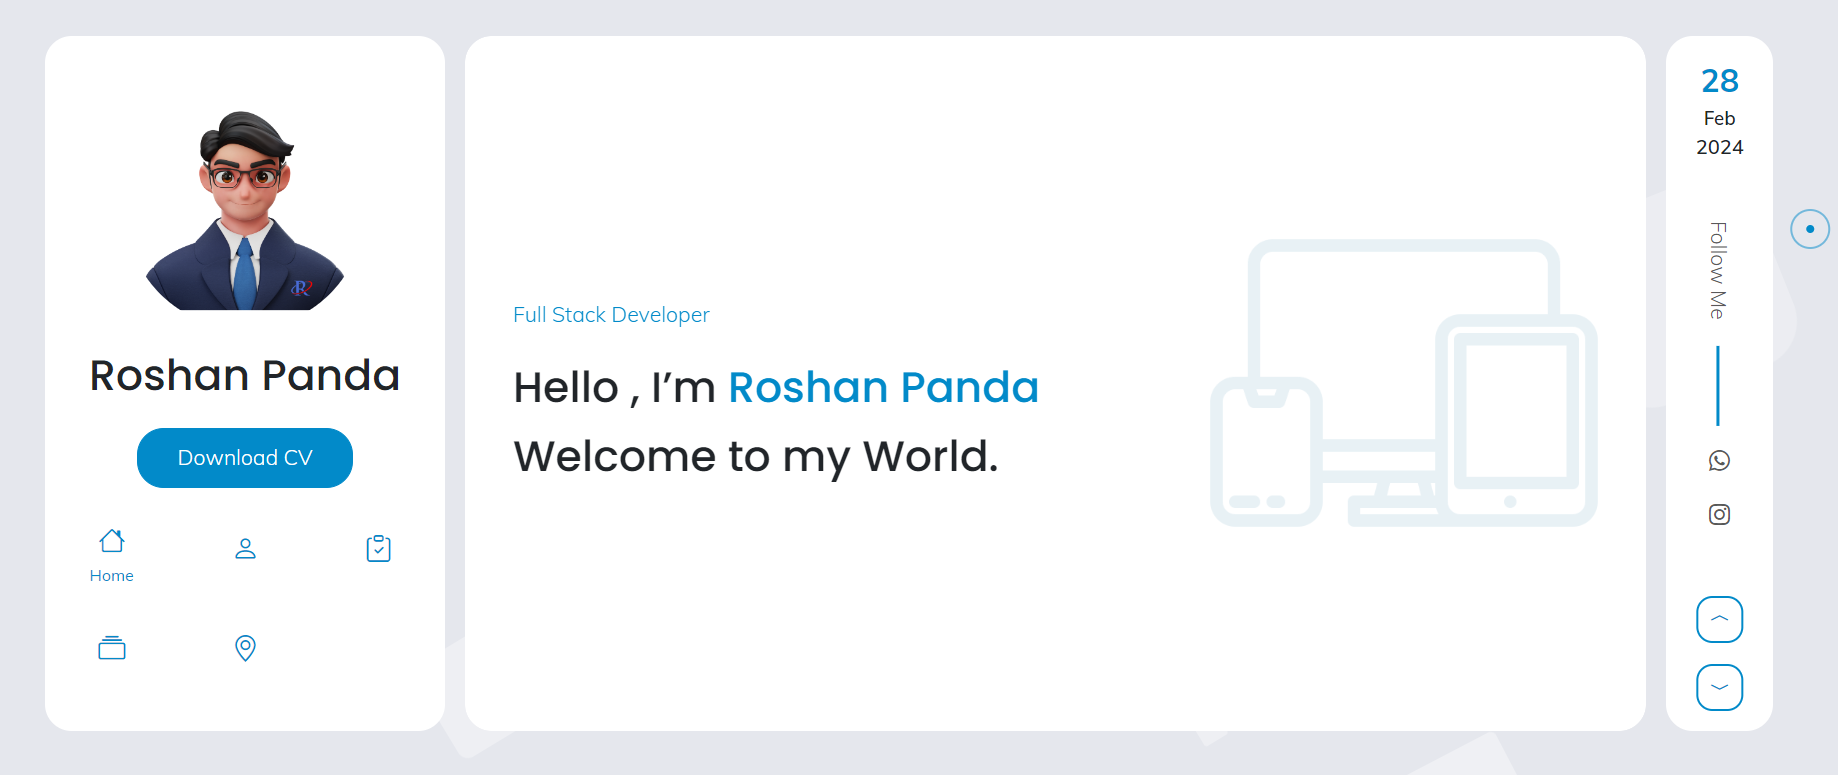 Roshan Panda
Download CV
Home
Full Stack Developer
Hello , I’m Roshan Panda
Welcome to my World.
28
Feb
2024
Follow Me